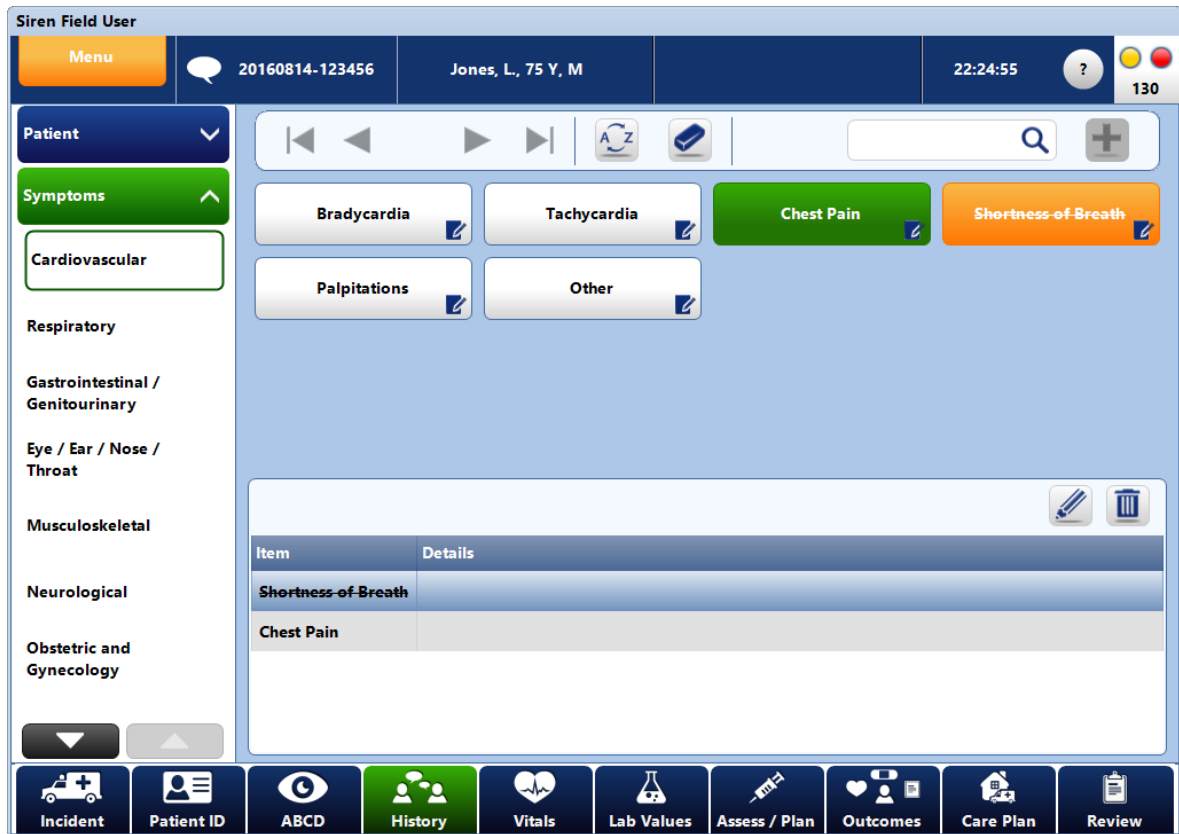 Siren Field User
Menu
20160814-123456
Jones, L., 75 Y, M
22:24:55
?
130
Patient
Symptoms
Cardiovascular
Respiratory
Gastrointestinal /
Genitourinary
Eye / Ear / Nose /
Throat
Musculoskeletal
Neurological
Obstetric and
Gynecology
A Z
Bradycardia
Tachycardia
Chest Pain
Shortness of Breath
Palpitations
Other
Item Details
Shortness of Breath
Chest Pain
Incident
Patient ID
ABCD
History
Vitals
Lab Values
Assess / Plan
Outcomes
Care Plan
Review